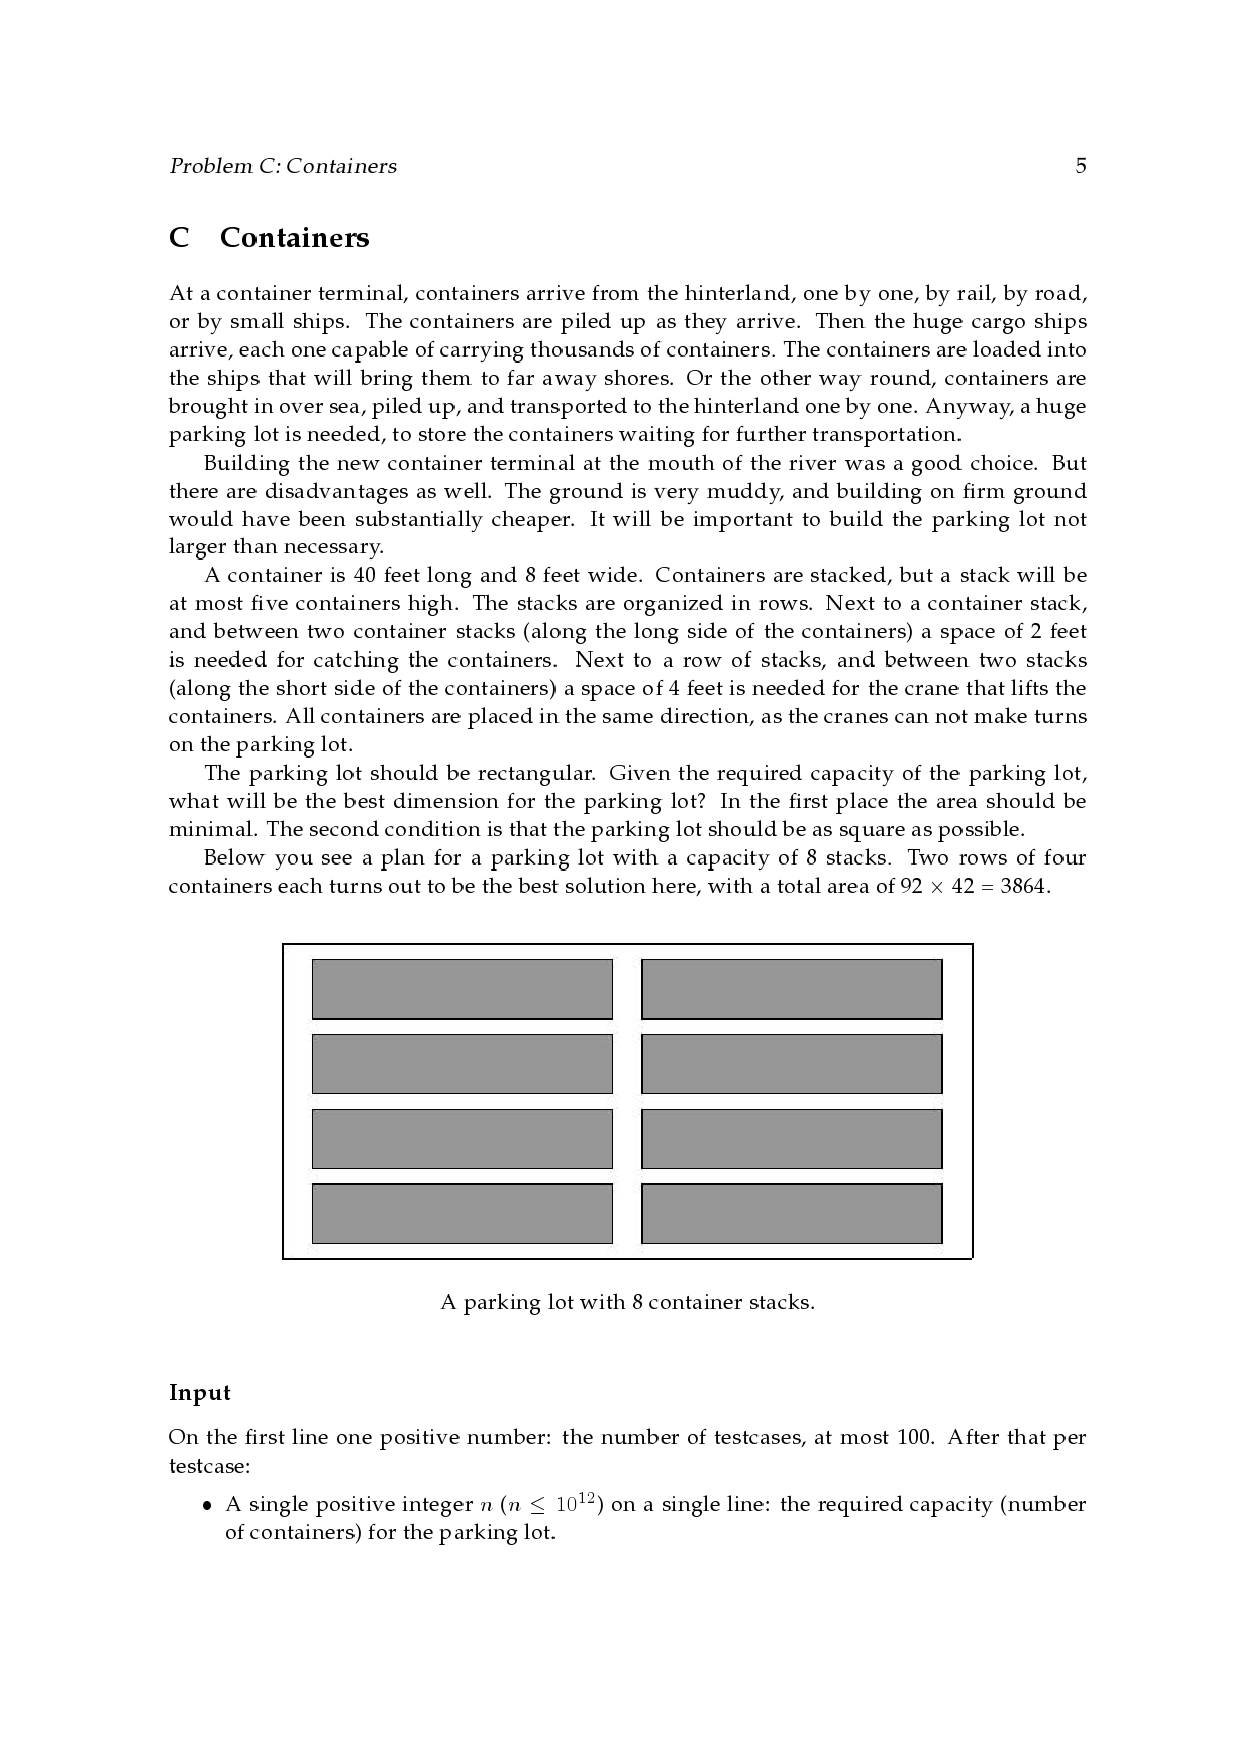 Problem C: Containers 5
C Containers
At a container terminal, containers arrive from the hinterland, one by one, by rail, by road,
or by small ships. The containers are piled up as they arrive. Then the huge cargo ships
arrive, each one capable of carrying thousands of containers. The containers are loaded into
the ships that will bring them to far away shores. Or the other way round, containers are
brought in over sea, piled up, and transported to the hinterland one by one. Anyway, a huge
parking lot is needed, to store the containers waiting for further transportation.
Building the new container terminal at the mouth of the river was a good choice. But
there are disadvantages as well. The ground is very muddy, and building on firm ground
would have been substantially cheaper. It will be important to build the parking lot not
larger than necessary.
A container is 40 feet long and 8 feet wide. Containers are stacked, but a stack will be
at most five containers high. The stacks are organized in rows. Next to a container stack,
and between two container stacks (along the long side of the containers) a space of 2 feet
is needed for catching the containers. Next to a row of stacks, and between two stacks
(along the short side of the containers) a space of 4 feet is needed for the crane that lifts the
containers. All containers are placed in the same direction, as the cranes can not make turns
on the parking lot.
The parking lot should be rectangular. Given the required capacity of the parking lot,
what will be the best dimension for the parking lot? In the first place the area should be
minimal. The second condition is that the parking lot should be as square as possible.
Below you see a plan for a parking lot with a capacity of 8 stacks. Two rows of four
containers each turns out to be the best solution here, with a total area of 92 × 42 = 3864.
A parking lot with 8 container stacks.
Input
On the first line one positive number: the number of testcases, at most 100. After that per
testcase:
• A single positive integer n (n ≤ 10¹²) on a single line: the required capacity (number
of containers) for the parking lot.